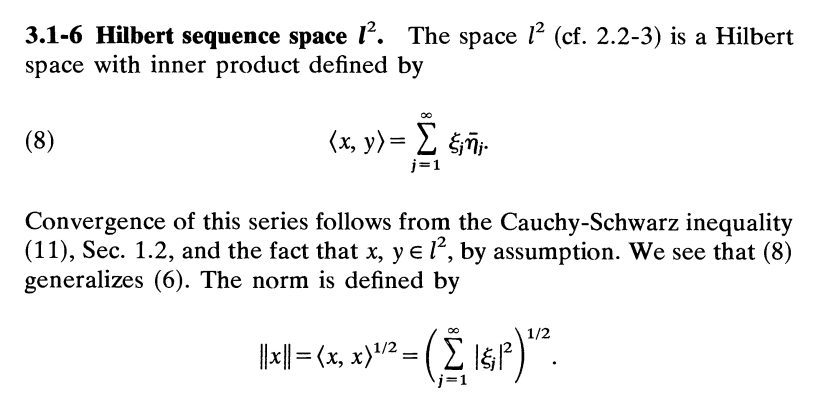 3.1-6 Hilbert sequence space l². The space l² (cf. 2.2-3) is a Hilbert
space with inner product defined by
(8) ⟨x, y⟩ = ∑_{j=1}^{∞} ξⱼη̄ⱼ.
Convergence of this series follows from the Cauchy-Schwarz inequality
(11), Sec. 1.2, and the fact that x, y ∈ l², by assumption. We see that (8)
generalizes (6). The norm is defined by
‖x‖ = ⟨x, x⟩^{1/2} = (∑_{j=1}^{∞} |ξⱼ|²)^{1/2}.